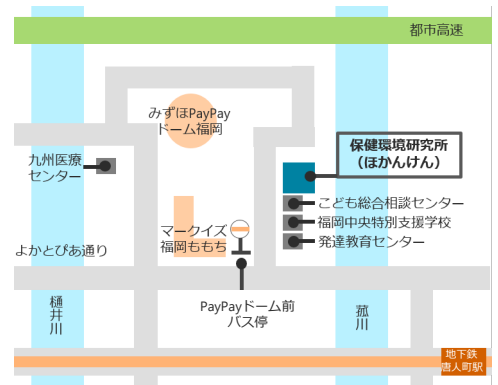 都市高速
みずほPayPay
ドーム福岡
保健環境研究所
（ほかんけん）
九州医療
センター
こども総合相談センター
福岡中央特別支援学校
発達教育センター
マークイズ
福岡ももち
よかとぴあ通り
PayPayドーム前
バス停
樋井川
菰川
地下鉄
唐人町駅